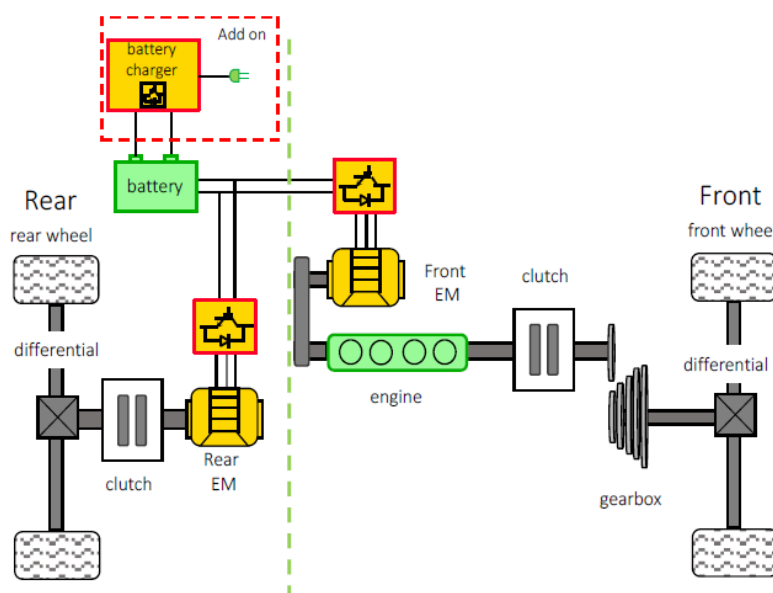 Add on
battery
charger
battery
Rear
rear wheel
Front
front wheel
Front
EM
clutch
differential
differential
engine
Rear
EM
clutch
gearbox